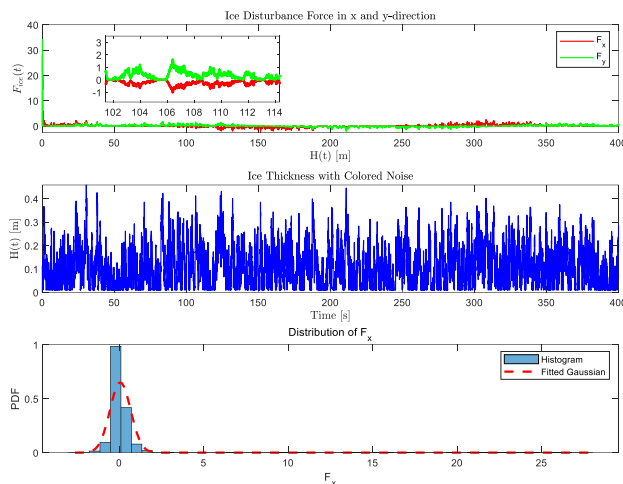 Ice Disturbance Force in x and y-direction
40
30
20
10
0
F_ice(t)
3
2
1
0
-1
102 104 106 108 110 112 114
F_x
F_y
0 50 100 150 200 250 300 350 400
H(t) [m]
Ice Thickness with Colored Noise
0.4
0.3
0.2
0.1
0
H(t) [m]
0 50 100 150 200 250 300 350 400
Time [s]
Distribution of F_x
1
0.5
0
PDF
Histogram
Fitted Gaussian
0 5 10 15 20 25
F_x